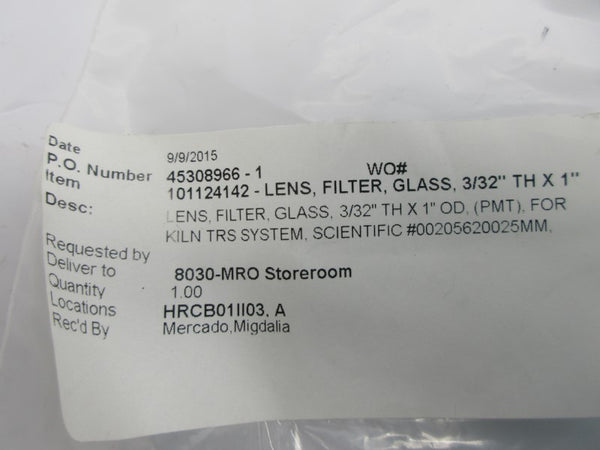 Date 9/9/2015
P.O. Number 45308966 - 1 WO#
Item 101124142 - LENS, FILTER, GLASS, 3/32" TH X 1"
Desc: LENS, FILTER, GLASS, 3/32" TH X 1" OD, (PMT), FOR
KILN TRS SYSTEM, SCIENTIFIC #00205620025MM,
Requested by
Deliver to 8030-MRO Storeroom
Quantity 1.00
Locations HRCB01II03, A
Rec'd By Mercado,Migdalia